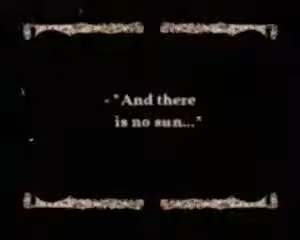 - "And there
is no sun..."